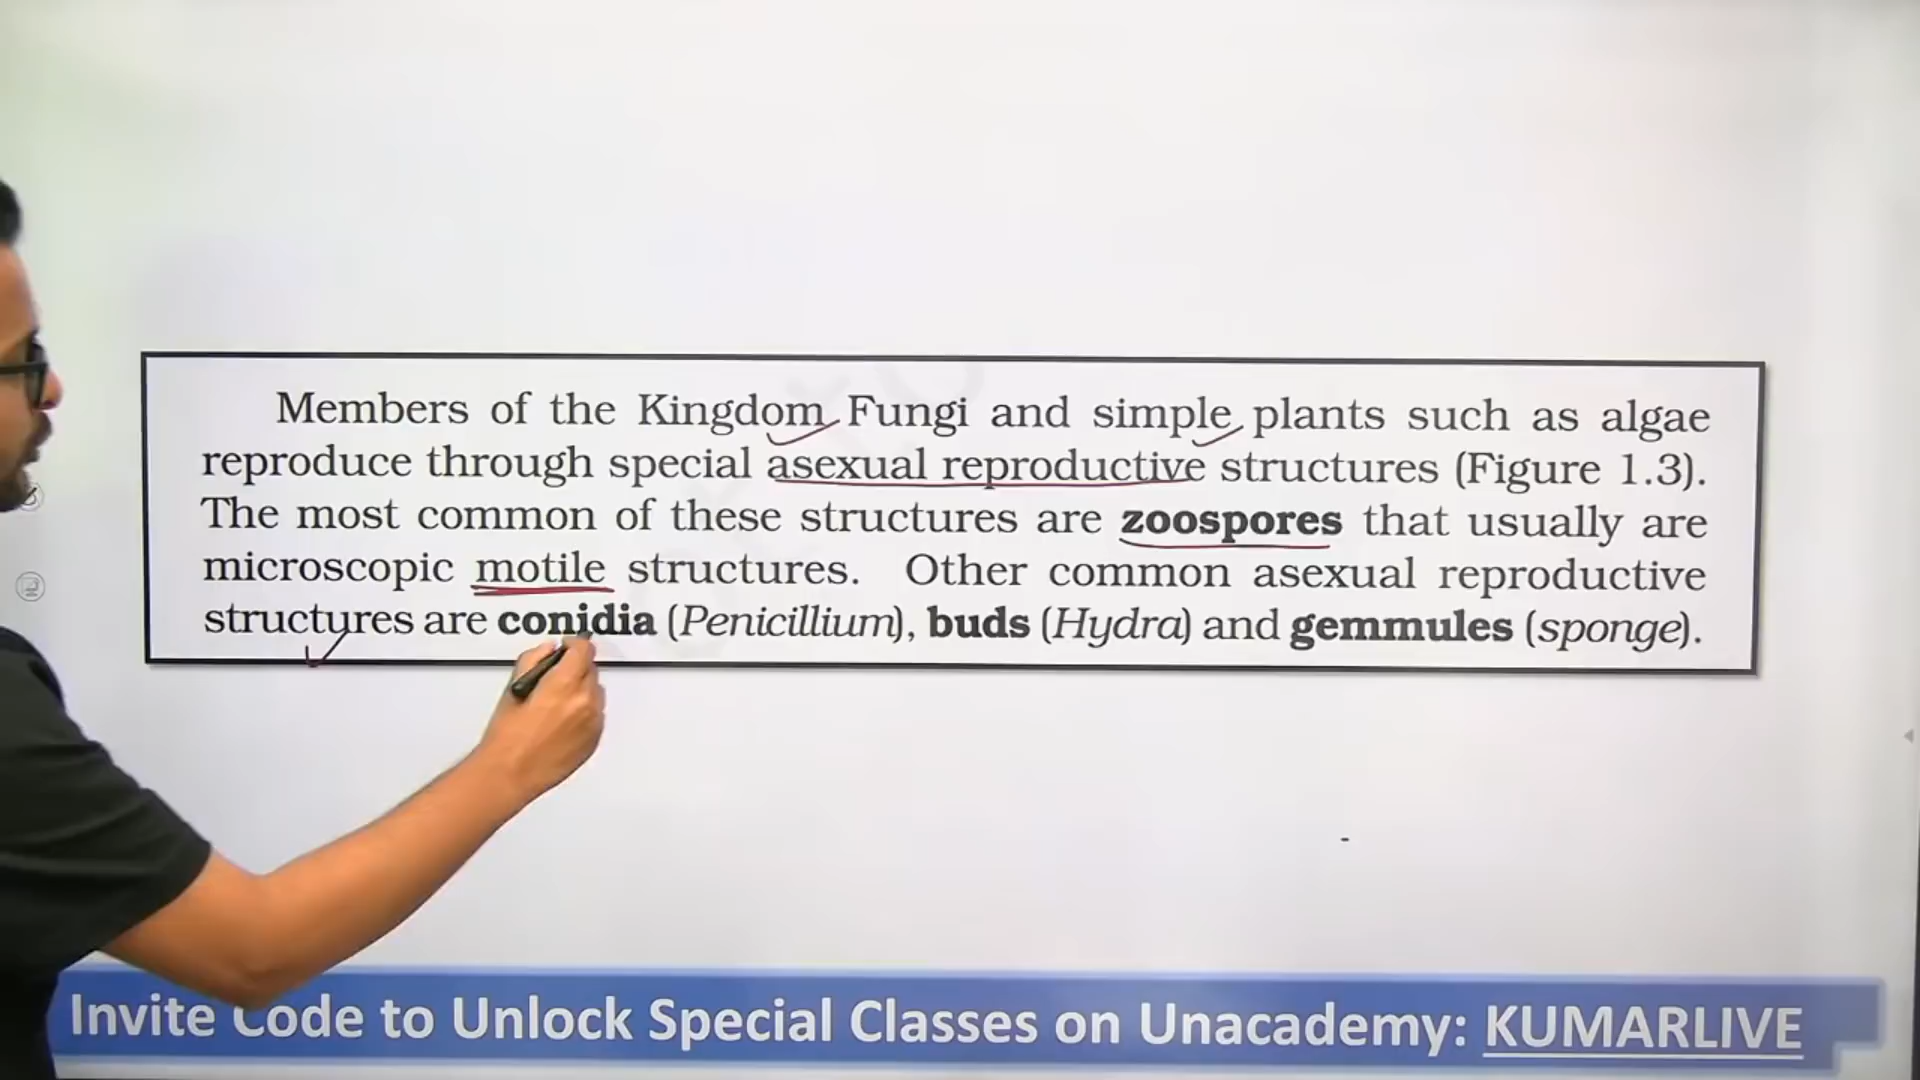 Members of the Kingdom Fungi and simple plants such as algae
reproduce through special asexual reproductive structures (Figure 1.3).
The most common of these structures are zoospores that usually are
microscopic motile structures. Other common asexual reproductive
structures are conidia (Penicillium), buds (Hydra) and gemmules (sponge).
Invite Code to Unlock Special Classes on Unacademy: KUMARLIVE